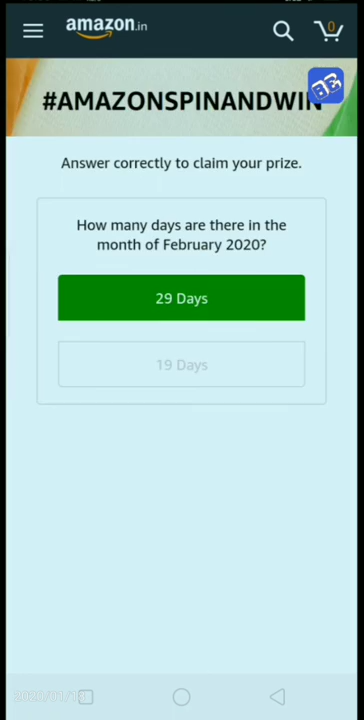 amazon.in
0
#AMAZONSPINANDWIN
Answer correctly to claim your prize.
How many days are there in the
month of February 2020?
29 Days
19 Days